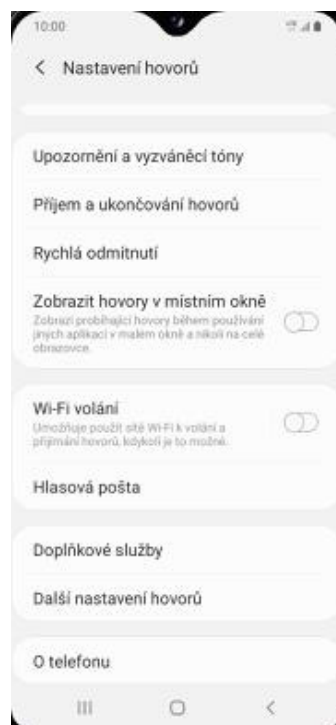 10:00
Nastavení hovorů
Upozornění a vyzváněcí tóny
Příjem a ukončování hovorů
Rychlá odmítnutí
Zobrazit hovory v místním okně
Zobrazí probíhající hovory během používání
jiných aplikací v malém okně a nikoli na celé
obrazovce.
Wi-Fi volání
Umožňuje použít sítě Wi-Fi k volání a
přijímání hovorů, kdykoli je to možné.
Hlasová pošta
Doplňkové služby
Další nastavení hovorů
O telefonu